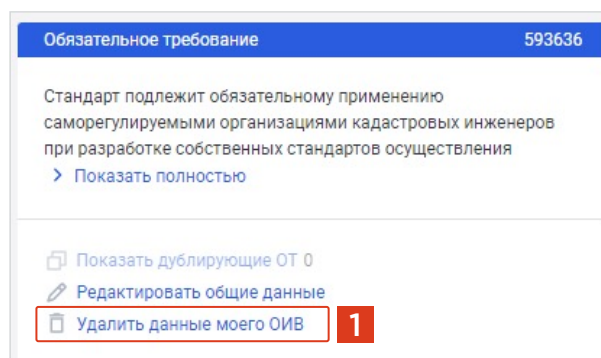 Обязательное требование 593636
Стандарт подлежит обязательному применению
саморегулируемыми организациями кадастровых инженеров
при разработке собственных стандартов осуществления
> Показать полностью
Показать дублирующие ОТ 0
Редактировать общие данные
Удалить данные моего ОИВ 1